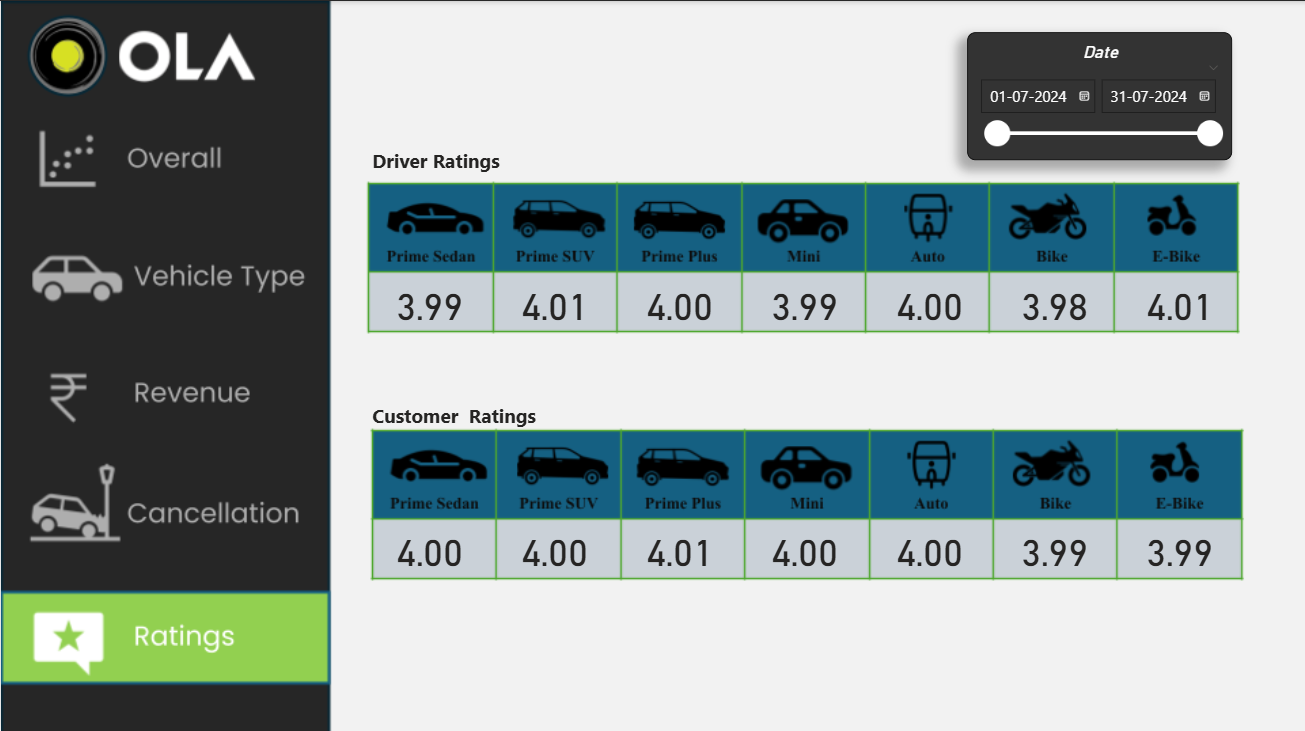 OLA
Overall
Vehicle Type
Revenue
Cancellation
Ratings
Date
01-07-2024 31-07-2024
Driver Ratings
Prime Sedan Prime SUV Prime Plus Mini Auto Bike E-Bike
3.99 4.01 4.00 3.99 4.00 3.98 4.01
Customer Ratings
Prime Sedan Prime SUV Prime Plus Mini Auto Bike E-Bike
4.00 4.00 4.01 4.00 4.00 3.99 3.99